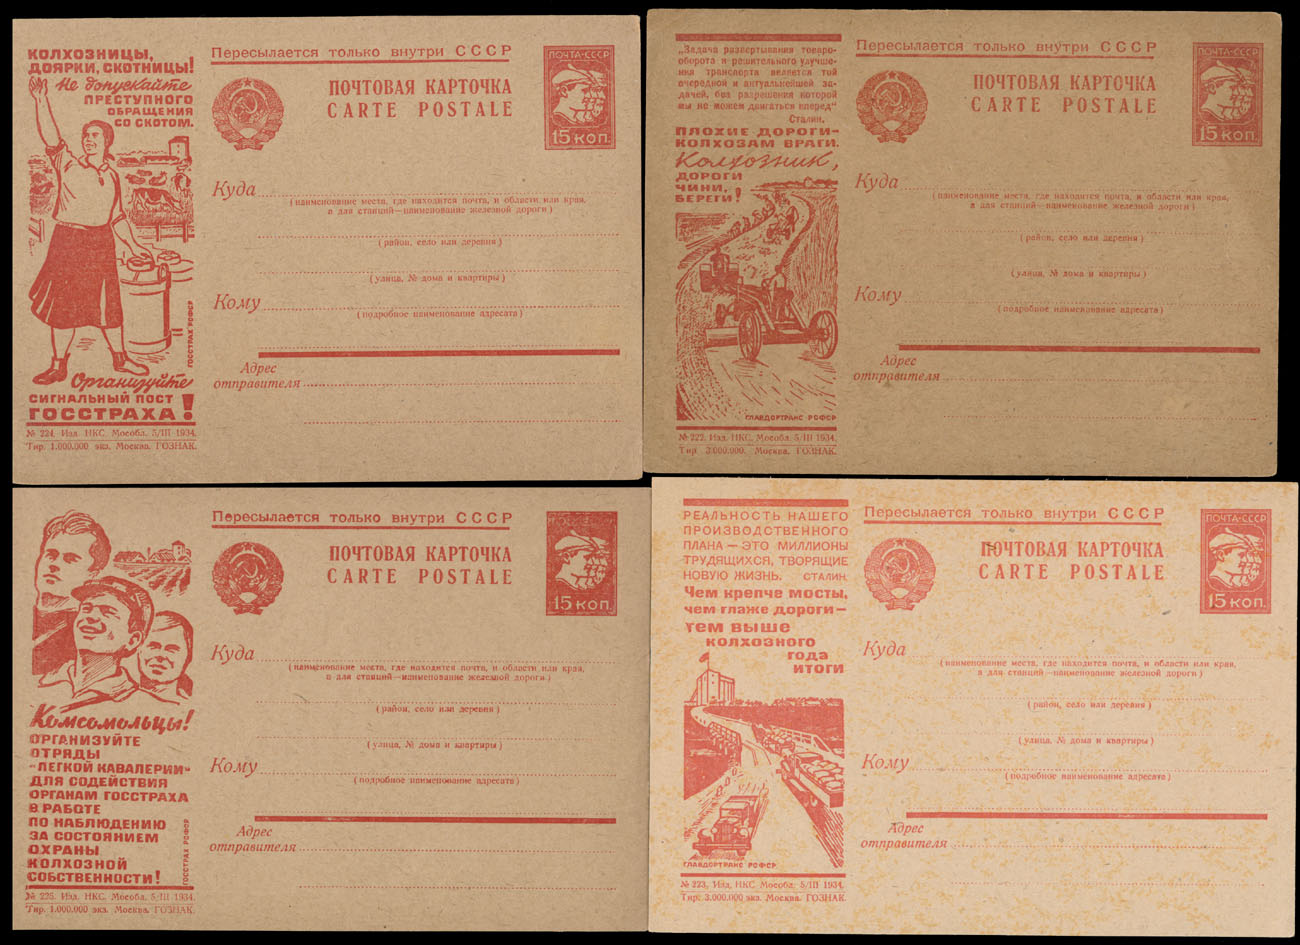 КОЛХОЗНИЦЫ,
ДОЯРКИ, СКОТНИЦЫ!
Не допускайте
ПРЕСТУПНОГО
ОБРАЩЕНИЯ
СО СКОТОМ.
ГОССТРАХ РСФСР
Организуйте
СИГНАЛЬНЫЙ ПОСТ
ГОССТРАХА!
№ 224. Изд. НКС. Мособл. 5/III 1934.
Тир. 1.000.000 экз. Москва. ГОЗНАК.
Пересылается только внутри СССР
ПОЧТОВАЯ КАРТОЧКА
CARTE POSTALE
ПОЧТА-СССР
15 КОП.
Куда
(наименование места, где находится почта, и области или края,
а для станций—наименование железной дороги)
(район, село или деревня)
(улица, № дома и квартиры)
Кому
(подробное наименование адресата)
Адрес
отправителя
„Задача развертывания товаро-
оборота и решительного улучше-
ния транспорта является той
очередной и актуальнейшей за-
дачей, без разрешения которой
мы не можем двигаться вперед“
Сталин.
ПЛОХИЕ ДОРОГИ-
КОЛХОЗАМ ВРАГИ.
Колхозник,
ДОРОГИ
ЧИНИ,
БЕРЕГИ!
ГЛАВДОРТРАНС РСФСР
№ 222. Изд. НКС. Мособл. 5/III 1934.
Тир. 3.000.000. Москва. ГОЗНАК.
Пересылается только внутри СССР
ПОЧТОВАЯ КАРТОЧКА
CARTE POSTALE
ПОЧТА-СССР
15 КОП.
Куда
(наименование места, где находится почта, и области или края,
а для станций—наименование железной дороги)
(район, село или деревня)
(улица, № дома и квартиры)
Кому
(подробное наименование адресата)
Адрес
отправителя
Комсомольцы!
ОРГАНИЗУЙТЕ
ОТРЯДЫ
"ЛЕГКОЙ КАВАЛЕРИИ"
ДЛЯ СОДЕЙСТВИЯ
ОРГАНАМ ГОССТРАХА
В РАБОТЕ
ПО НАБЛЮДЕНИЮ
ЗА СОСТОЯНИЕМ
ОХРАНЫ
КОЛХОЗНОЙ
СОБСТВЕННОСТИ!
ГОССТРАХ РСФСР
№ 225. Изд. НКС. Мособл. 5/III 1934.
Тир. 1.000.000 экз. Москва. ГОЗНАК.
Пересылается только внутри СССР
ПОЧТОВАЯ КАРТОЧКА
CARTE POSTALE
15 КОП.
Куда
(наименование места, где находится почта, и области или края,
а для станций—наименование железной дороги)
(район, село или деревня)
(улица, № дома и квартиры)
Кому
(подробное наименование адресата)
Адрес
отправителя
РЕАЛЬНОСТЬ НАШЕГО
ПРОИЗВОДСТВЕННОГО
ПЛАНА — ЭТО МИЛЛИОНЫ
ТРУДЯЩИХСЯ, ТВОРЯЩИЕ
НОВУЮ ЖИЗНЬ. СТАЛИН.
Чем крепче мосты,
чем глаже дороги—
ТЕМ ВЫШЕ
КОЛХОЗНОГО
ГОДА
ИТОГИ
ГЛАВДОРТРАНС РСФСР
№ 223. Изд. НКС. Мособл. 5/III 1934.
Тир. 3.000.000 экз. Москва. ГОЗНАК.
Пересылается только внутри СССР
ПОЧТОВАЯ КАРТОЧКА
CARTE POSTALE
ПОЧТА-СССР
15 КОП.
Куда
(наименование места, где находится почта, и области или края,
а для станций—наименование железной дороги)
(район, село или деревня)
(улица, № дома и квартиры)
Кому
(подробное наименование адресата)
Адрес
отправителя